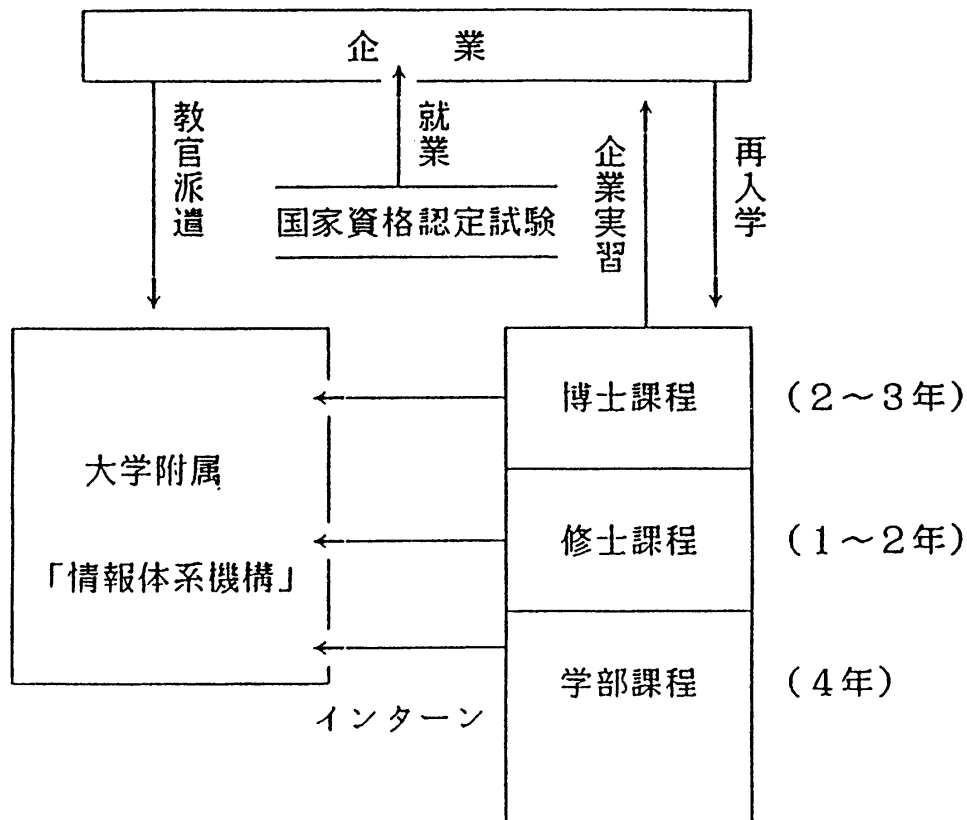 企　業
教官派遣
就業
企業実習
再入学
国家資格認定試験
博士課程
(2〜3年)
大学附属
「情報体系機構」
修士課程
(1〜2年)
学部課程
(4年)
インターン